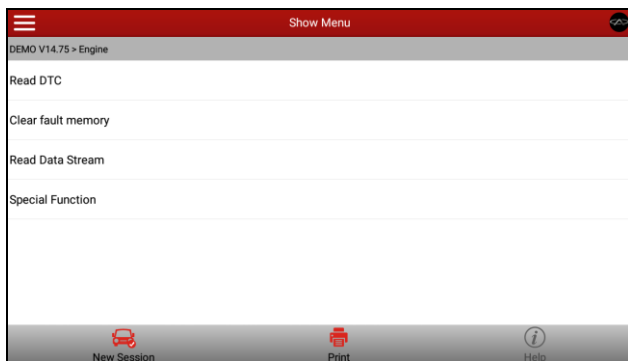 Show Menu
DEMO V14.75 > Engine
Read DTC
Clear fault memory
Read Data Stream
Special Function
New Session Print Help